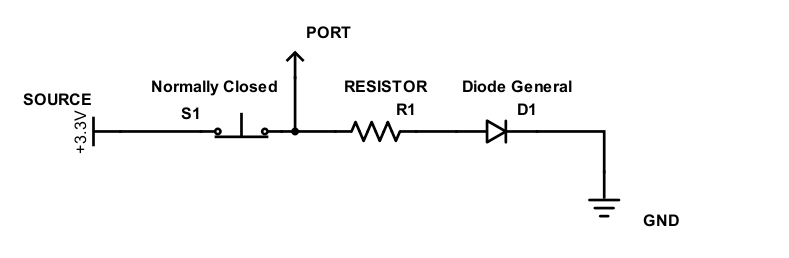 PORT
Normally Closed
RESISTOR
Diode General
SOURCE
S1
R1
D1
+3.3V
GND